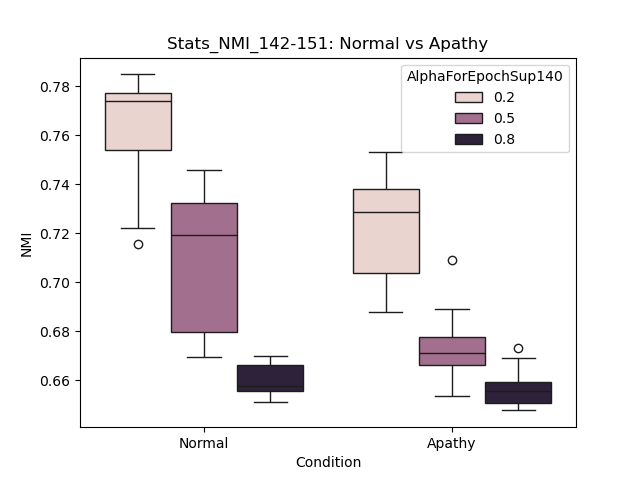 Stats_NMI_142-151: Normal vs Apathy
AlphaForEpochSup140
0.2
0.5
0.8
NMI
0.78
0.76
0.74
0.72
0.70
0.68
0.66
Normal
Apathy
Condition